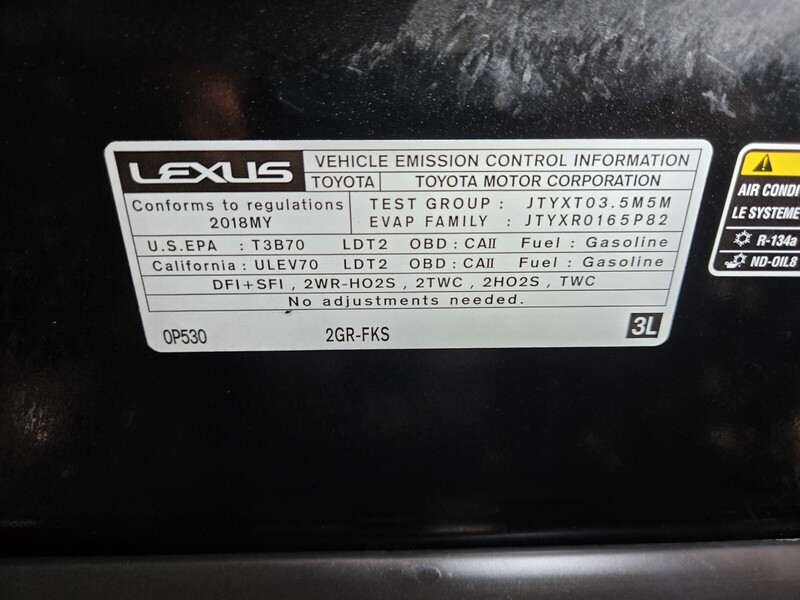 LEXUS
VEHICLE EMISSION CONTROL INFORMATION
TOYOTA TOYOTA MOTOR CORPORATION
Conforms to regulations
2018MY
TEST GROUP : JTYXT03.5M5M
EVAP FAMILY : JTYXR0165P82
U.S.EPA : T3B70 LDT2 OBD : CAII Fuel : Gasoline
California : ULEV70 LDT2 OBD : CAII Fuel : Gasoline
DFI+SFI , 2WR-HO2S , 2TWC , 2HO2S , TWC
No adjustments needed.
0P530 2GR-FKS 3L
AIR CONDI
LE SYSTEME
R-134a
ND-OIL8